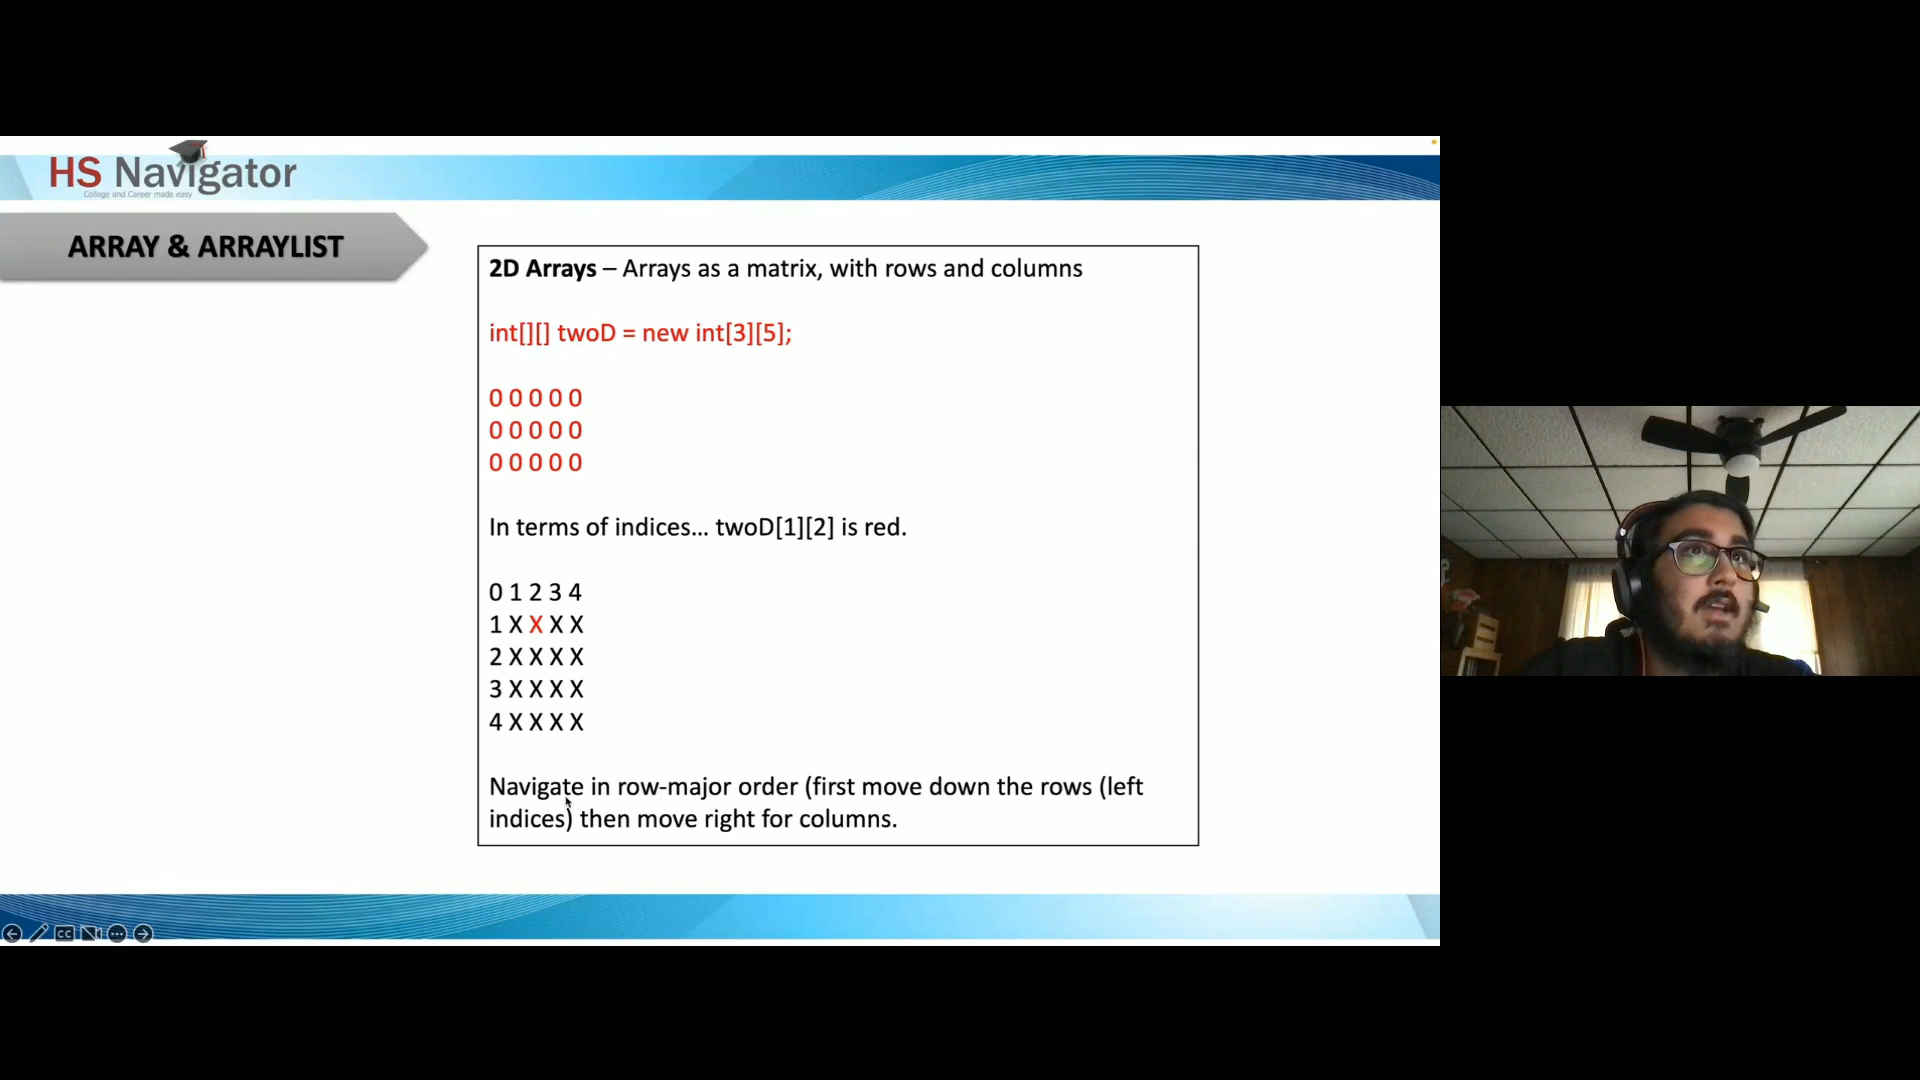 HS Navigator
College and Career made easy
ARRAY & ARRAYLIST
2D Arrays – Arrays as a matrix, with rows and columns
int[][] twoD = new int[3][5];
0 0 0 0 0
0 0 0 0 0
0 0 0 0 0
In terms of indices... twoD[1][2] is red.
0 1 2 3 4
1 X X X X
2 X X X X
3 X X X X
4 X X X X
Navigate in row-major order (first move down the rows (left
indices) then move right for columns.
CC